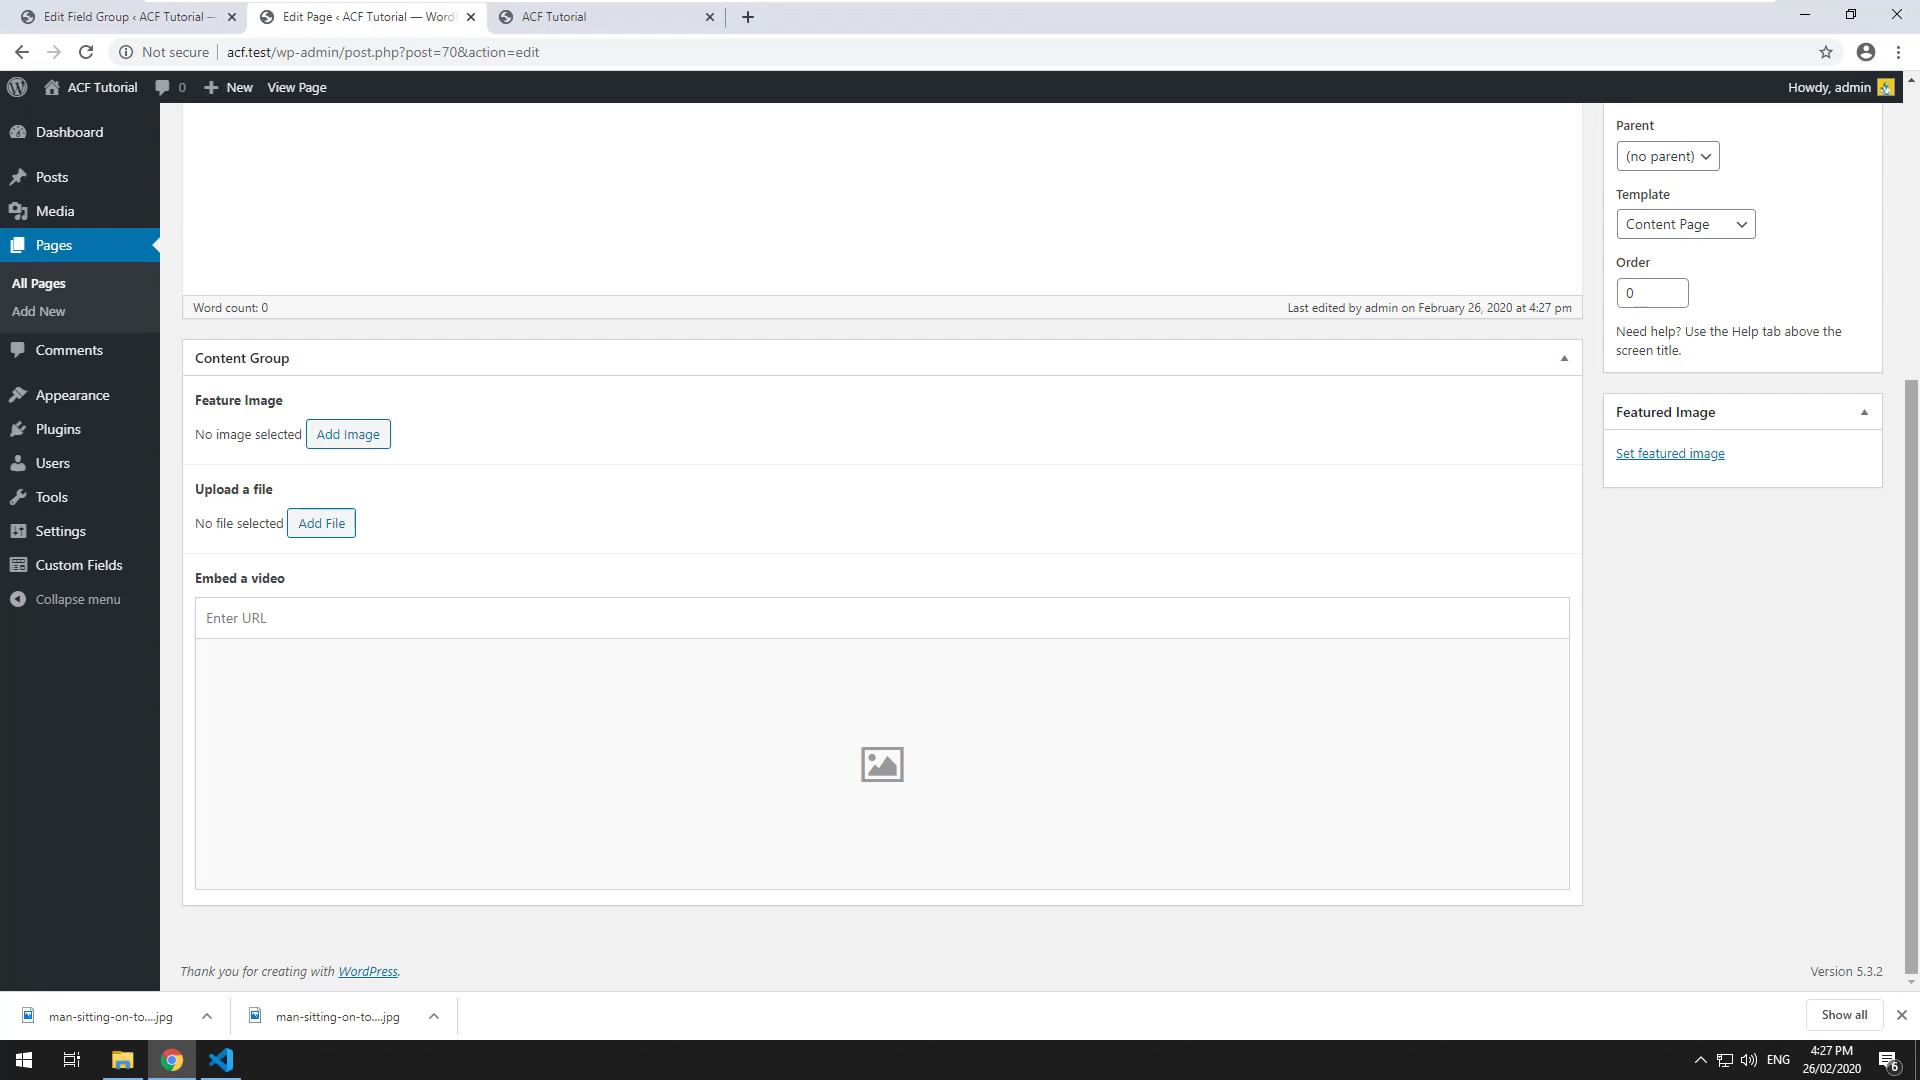 Edit Field Group ‹ ACF Tutorial —
Edit Page ‹ ACF Tutorial — Word
ACF Tutorial
Not secure
acf.test/wp-admin/post.php?post=70&action=edit
ACF Tutorial
0
New
View Page
Howdy, admin
Dashboard
Posts
Media
Pages
All Pages
Add New
Comments
Appearance
Plugins
Users
Tools
Settings
Custom Fields
Collapse menu
Word count: 0
Last edited by admin on February 26, 2020 at 4:27 pm
Content Group
Feature Image
No image selected
Add Image
Upload a file
No file selected
Add File
Embed a video
Enter URL
Parent
(no parent)
Template
Content Page
Order
0
Need help? Use the Help tab above the
screen title.
Featured Image
Set featured image
Thank you for creating with WordPress.
Version 5.3.2
man-sitting-on-to....jpg
man-sitting-on-to....jpg
Show all
ENG
4:27 PM
26/02/2020
6